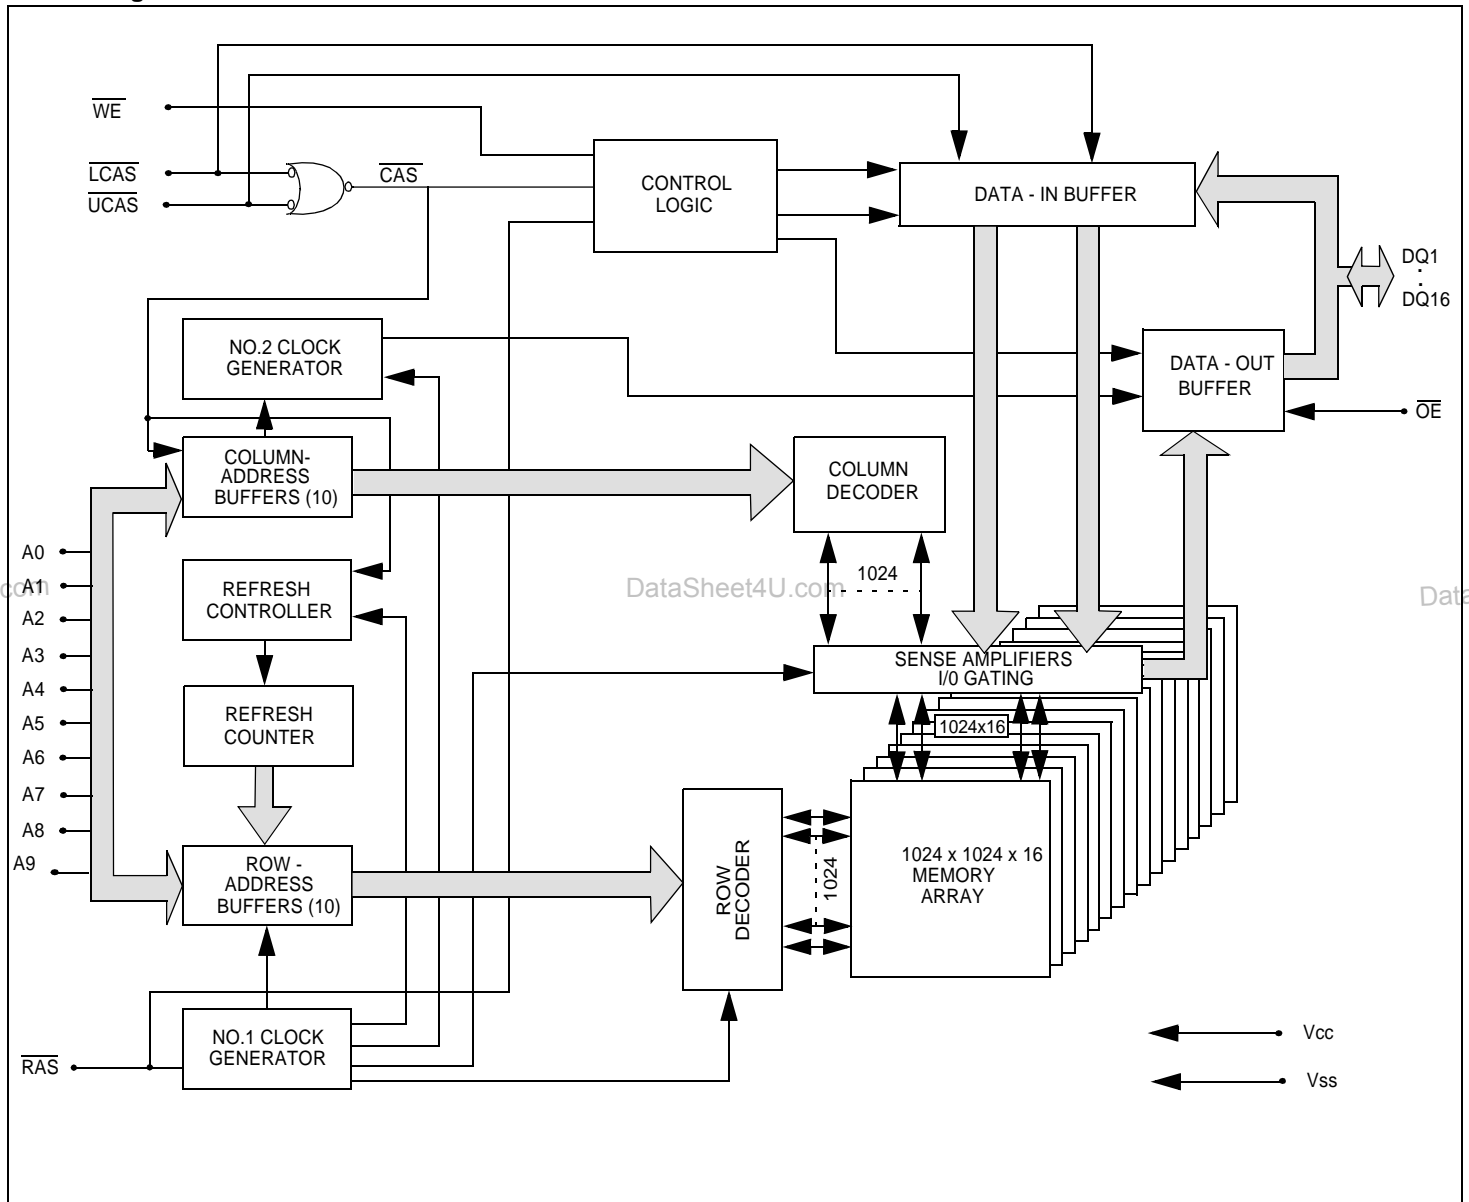 WE
LCAS
UCAS
CAS
CONTROL
LOGIC
DATA - IN BUFFER
DQ1
.
.
DQ16
NO.2 CLOCK
GENERATOR
DATA - OUT
BUFFER
OE
COLUMN-
ADDRESS
BUFFERS (10)
COLUMN
DECODER
A0
A1
A2
A3
A4
A5
A6
A7
A8
A9
.com
DataSheet4U.com
Data
1024
REFRESH
CONTROLLER
SENSE AMPLIFIERS
I/0 GATING
REFRESH
COUNTER
1024x16
ROW -
ADDRESS
BUFFERS (10)
ROW
DECODER
1024
1024 x 1024 x 16
MEMORY
ARRAY
NO.1 CLOCK
GENERATOR
RAS
Vcc
Vss